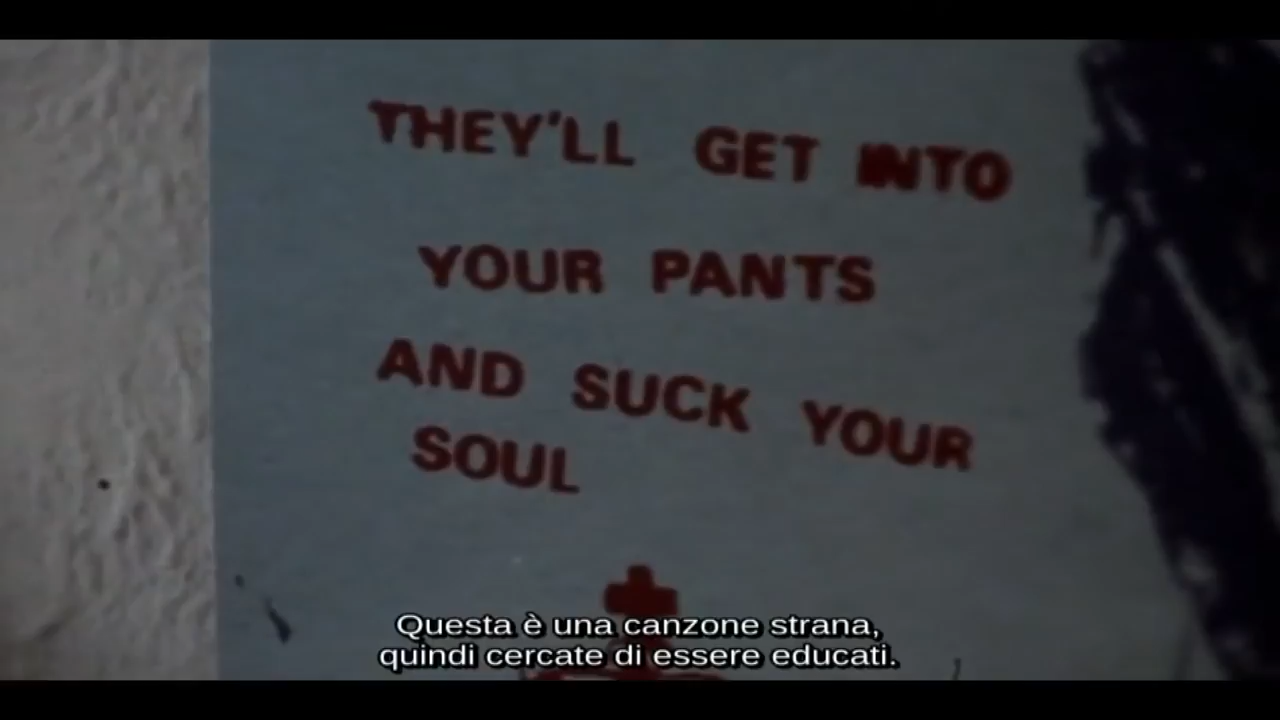 THEY'LL GET INTO
YOUR PANTS
AND SUCK YOUR
SOUL
Questa è una canzone strana,
quindi cercate di essere educati.